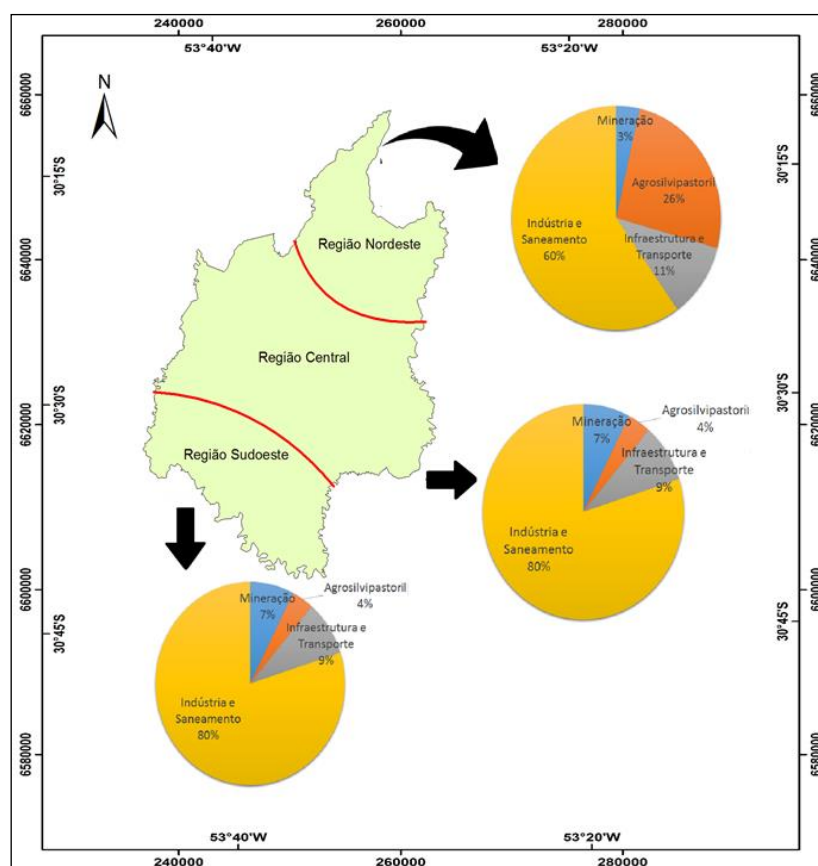 240000 260000 280000
53°40'W 53°20'W
6660000 6660000
N
Mineração
3%
30°15'S 30°15'S
Agrosilvipastoril
26%
Região Nordeste
Indústria e
Saneamento
60%
Infraestrutura e
Transporte
11%
6640000 6640000
Região Central
30°30'S 30°30'S
6620000 6620000
Agrosilvipastoril
4%
Mineração
7%
Região Sudoeste
Infraestrutura e
Transporte
9%
Indústria e
Saneamento
80%
6600000 6600000
Agrosilvipastoril
4%
Mineração
7%
30°45'S 30°45'S
Infraestrutura e
Transporte
9%
Indústria e
Saneamento
80%
6580000 6580000
53°40'W 53°20'W
240000 260000 280000